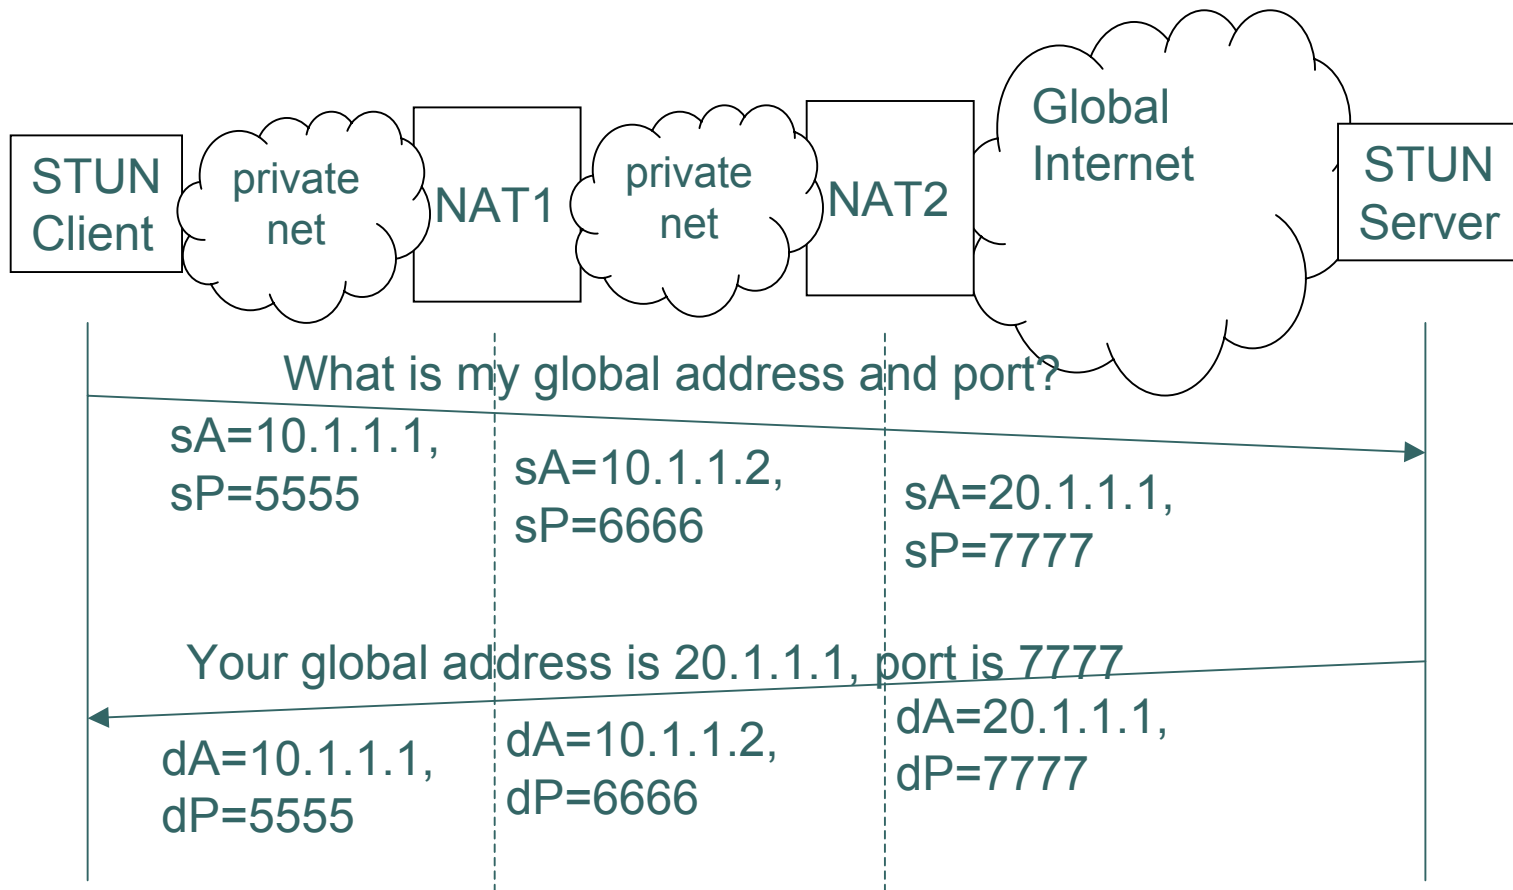 STUN
Client
private
net
NAT1
private
net
NAT2
Global
Internet
STUN
Server
What is my global address and port?
sA=10.1.1.1,
sP=5555
sA=10.1.1.2,
sP=6666
sA=20.1.1.1,
sP=7777
Your global address is 20.1.1.1, port is 7777
dA=10.1.1.1,
dP=5555
dA=10.1.1.2,
dP=6666
dA=20.1.1.1,
dP=7777